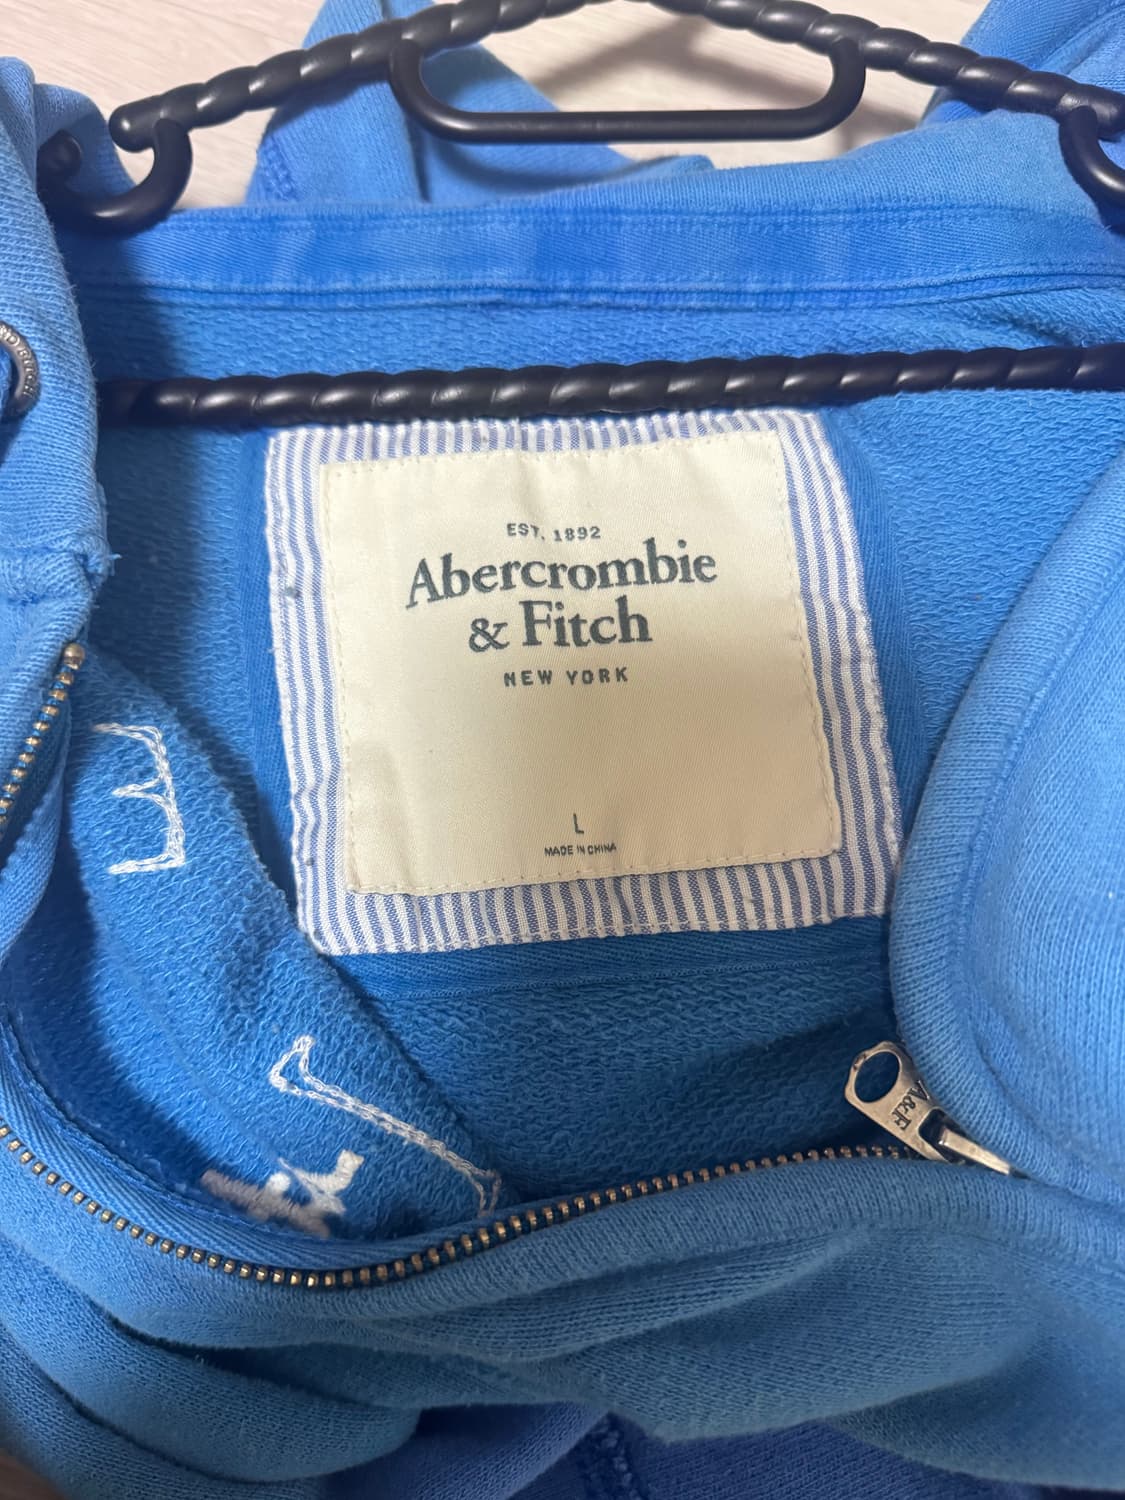 EST. 1892
Abercrombie
& Fitch
NEW YORK
L
MADE IN CHINA
A&F